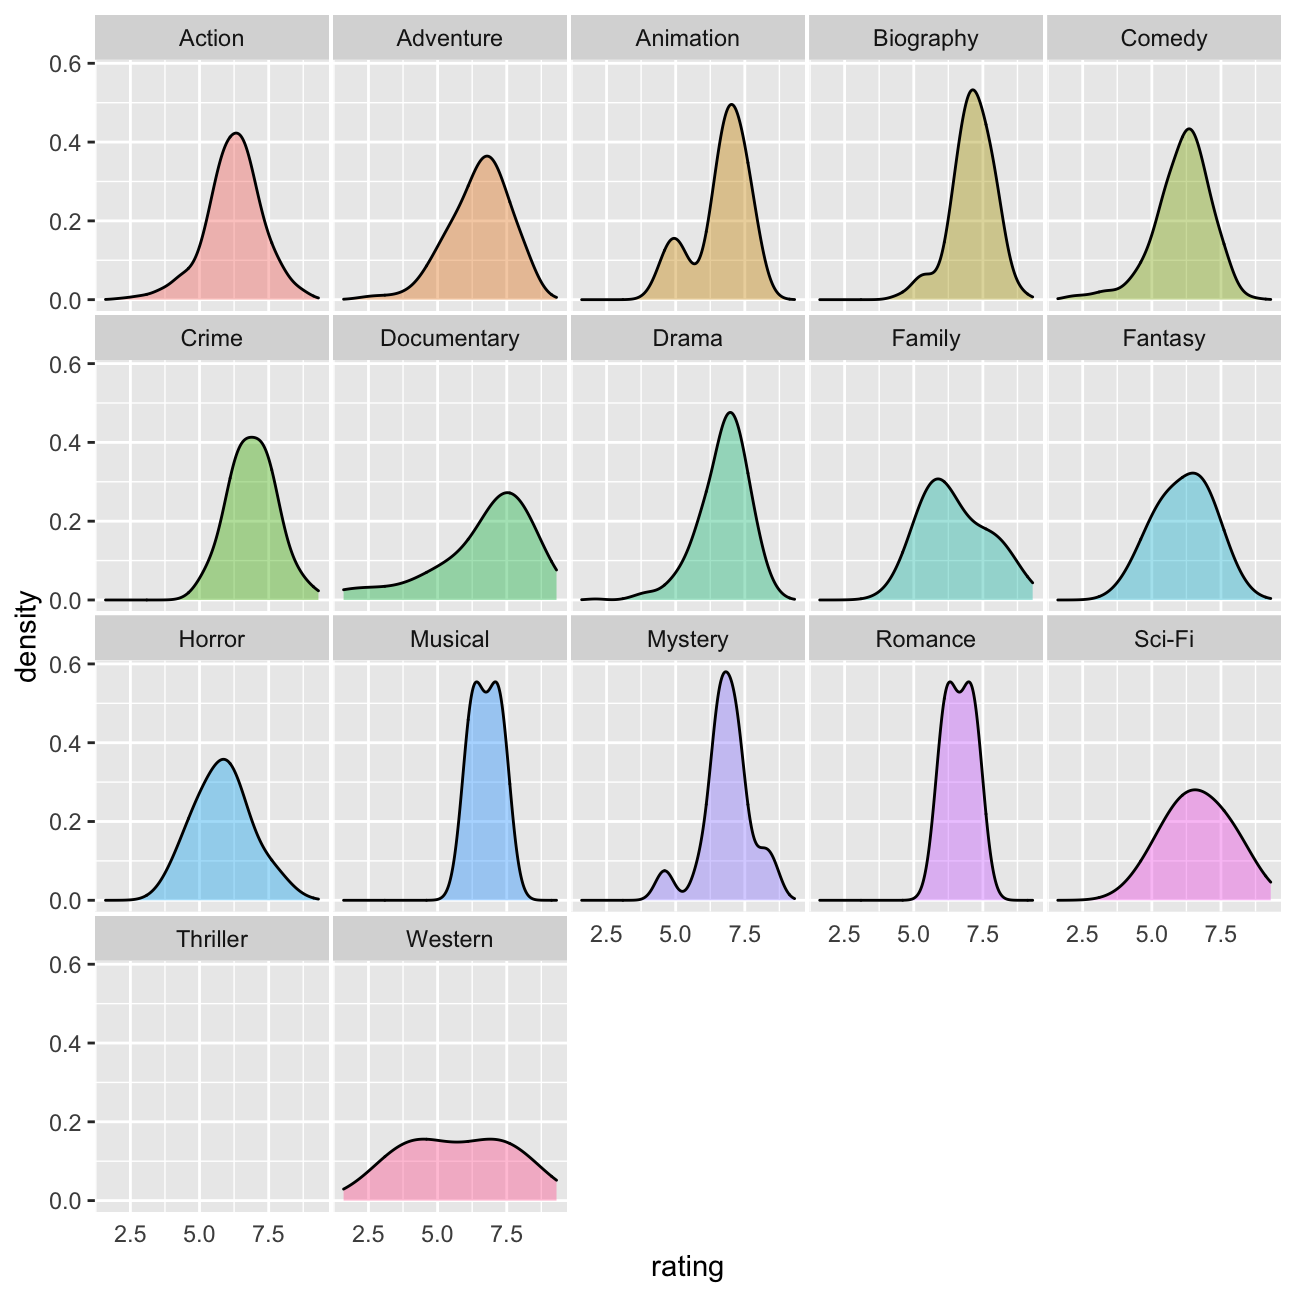 Action Adventure Animation Biography Comedy
0.6
0.4
0.2
0.0
Crime Documentary Drama Family Fantasy
0.6
0.4
0.2
0.0
density
Horror Musical Mystery Romance Sci-Fi
0.6
0.4
0.2
0.0
2.5 5.0 7.5 2.5 5.0 7.5 2.5 5.0 7.5
Thriller Western
0.6
0.4
0.2
0.0
2.5 5.0 7.5 2.5 5.0 7.5
rating